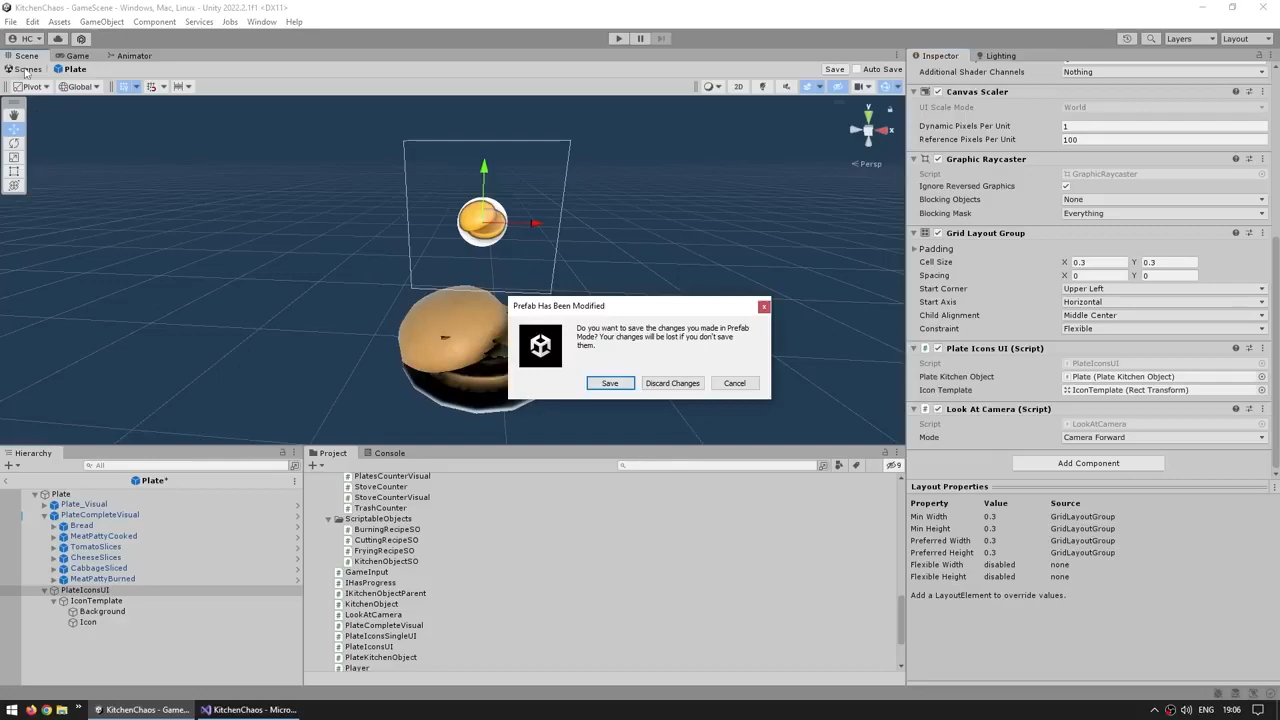 KitchenChaos - GameScene - Windows, Mac, Linux - Unity 2022.2.1f1 <DX11>
File Edit Assets GameObject Component Services Jobs Window Help
HC Layers Layout
Scene Game Animator
Scenes Plate Save Auto Save
Pivot Global 2D
y
x
Persp
Prefab Has Been Modified
Do you want to save the changes you made in Prefab
Mode? Your changes will be lost if you don't save
them.
Save Discard Changes Cancel
Inspector Lighting
Additional Shader Channels Nothing
Canvas Scaler
UI Scale Mode World
Dynamic Pixels Per Unit 1
Reference Pixels Per Unit 100
Graphic Raycaster
Script GraphicRaycaster
Ignore Reversed Graphics
Blocking Objects None
Blocking Mask Everything
Grid Layout Group
Padding
Cell Size X 0.3 Y 0.3
Spacing X 0 Y 0
Start Corner Upper Left
Start Axis Horizontal
Child Alignment Middle Center
Constraint Flexible
Plate Icons UI (Script)
Script PlateIconsUI
Plate Kitchen Object Plate (Plate Kitchen Object)
Icon Template IconTemplate (Rect Transform)
Look At Camera (Script)
Script LookAtCamera
Mode Camera Forward
Add Component
Layout Properties
Property Value Source
Min Width 0.3 GridLayoutGroup
Min Height 0.3 GridLayoutGroup
Preferred Width 0.3 GridLayoutGroup
Preferred Height 0.3 GridLayoutGroup
Flexible Width disabled none
Flexible Height disabled none
Add a LayoutElement to override values.
Hierarchy
All
Plate*
Plate
Plate_Visual
PlateCompleteVisual
Bread
MeatPattyCooked
TomatoSlices
CheeseSlices
CabbageSliced
MeatPattyBurned
PlateIconsUI
IconTemplate
Background
Icon
Project Console
9
PlatesCounterVisual
StoveCounter
StoveCounterVisual
TrashCounter
ScriptableObjects
BurningRecipeSO
CuttingRecipeSO
FryingRecipeSO
KitchenObjectSO
GameInput
IHasProgress
IKitchenObjectParent
KitchenObject
LookAtCamera
PlateCompleteVisual
PlateIconsSingleUI
PlateIconsUI
PlateKitchenObject
Player
KitchenChaos - Game... KitchenChaos - Micro... ENG 19:06